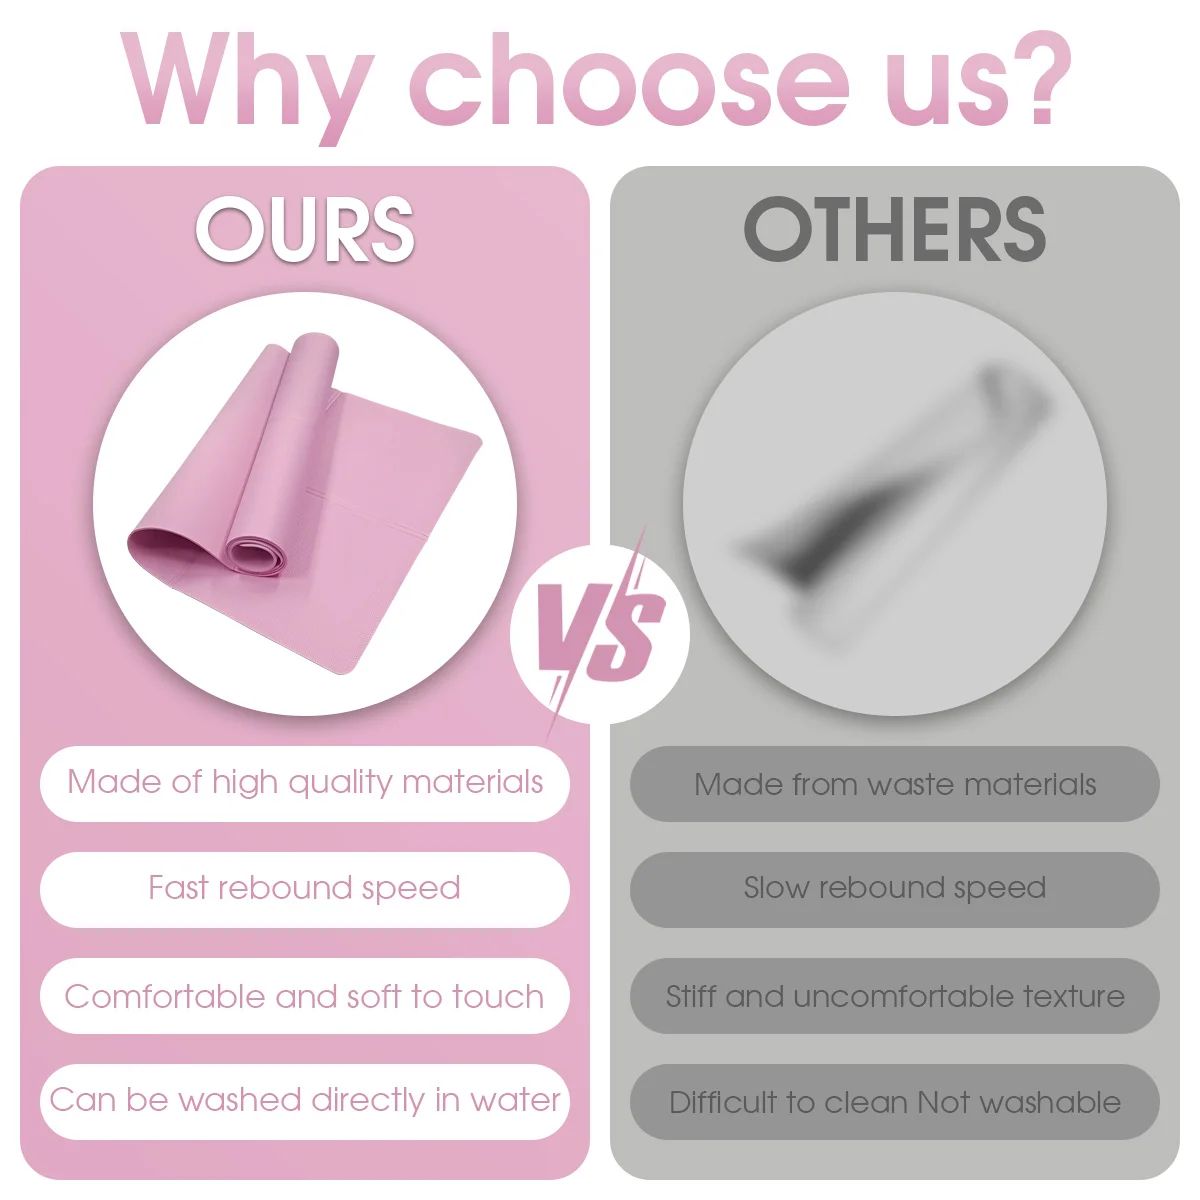 Why choose us?
OURS
OTHERS
VS
Made of high quality materials
Made from waste materials
Fast rebound speed
Slow rebound speed
Comfortable and soft to touch
Stiff and uncomfortable texture
Can be washed directly in water
Difficult to clean Not washable